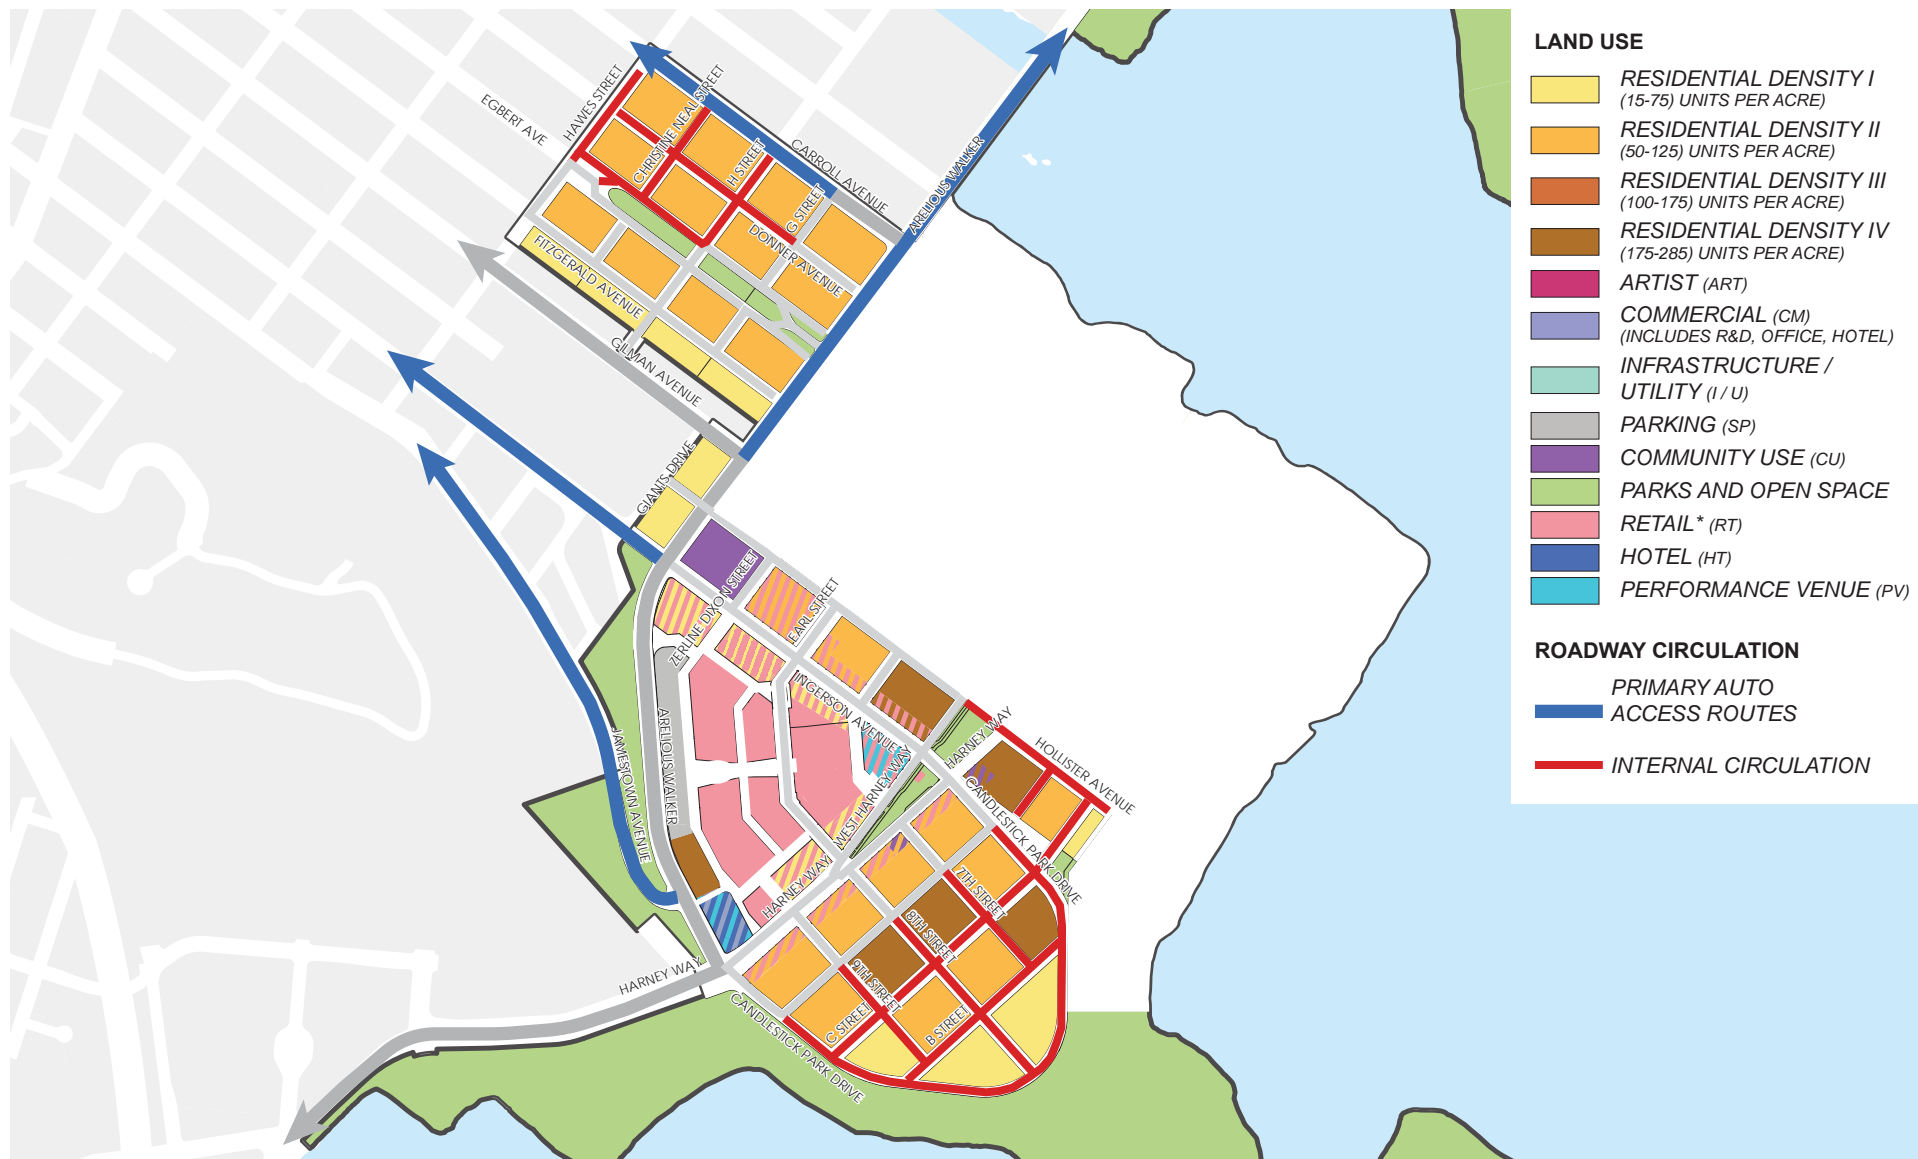 LAND USE
RESIDENTIAL DENSITY I
(15-75) UNITS PER ACRE)
RESIDENTIAL DENSITY II
(50-125) UNITS PER ACRE)
RESIDENTIAL DENSITY III
(100-175) UNITS PER ACRE)
RESIDENTIAL DENSITY IV
(175-285) UNITS PER ACRE)
ARTIST (ART)
COMMERCIAL (CM)
(INCLUDES R&D, OFFICE, HOTEL)
INFRASTRUCTURE /
UTILITY (I / U)
PARKING (SP)
COMMUNITY USE (CU)
PARKS AND OPEN SPACE
RETAIL* (RT)
HOTEL (HT)
PERFORMANCE VENUE (PV)
ROADWAY CIRCULATION
PRIMARY AUTO
ACCESS ROUTES
INTERNAL CIRCULATION
EGBERT AVE
HAWES STREET
CHRISTINE NEAL STREET
H STREET
G STREET
CARROLL AVENUE
ARELIOUS WALKER
DONNER AVENUE
FITZGERALD AVENUE
GILMAN AVENUE
GIANTS DRIVE
ZERLINE DIXON STREET
EARL STREET
INGERSON AVENUE
ARELIOUS WALKER
JAMESTOWN AVENUE
WEST HARNEY WAY
HARNEY WAY
HOLLISTER AVENUE
CANDLESTICK PARK DRIVE
HARNEY WAY
7TH STREET
8TH STREET
9TH STREET
C STREET
B STREET
HARNEY WAY
CANDLESTICK PARK DRIVE